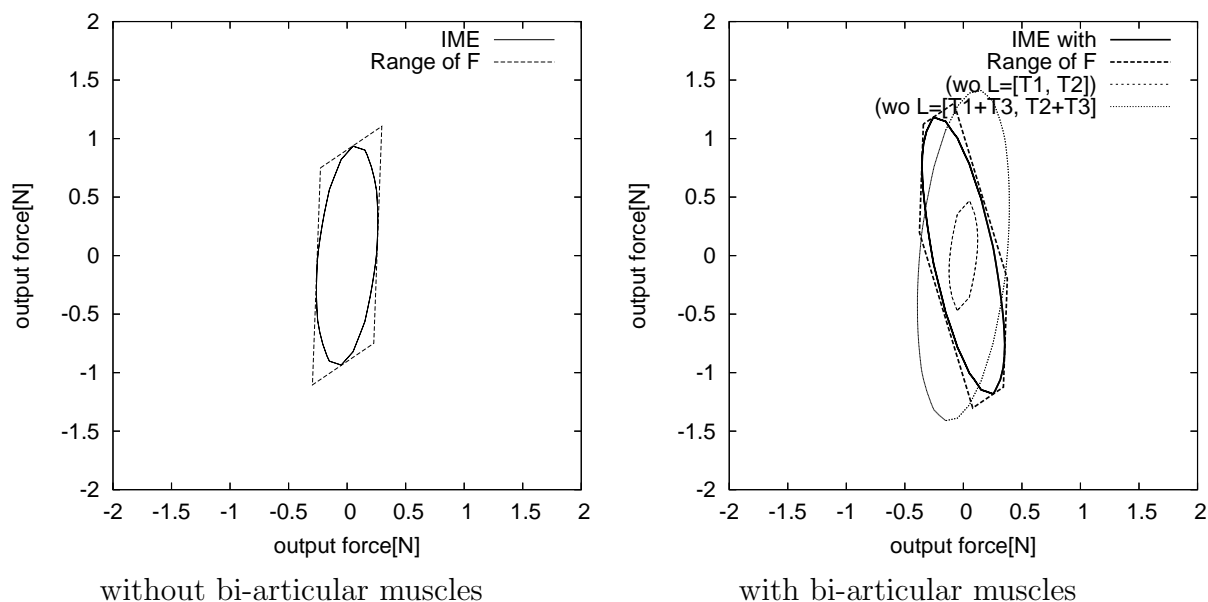 2
1.5
1
0.5
0
-0.5
-1
-1.5
-2
output force[N]
IME
Range of F
-2 -1.5 -1 -0.5 0 0.5 1 1.5 2
output force[N]
without bi-articular muscles
2
1.5
1
0.5
0
-0.5
-1
-1.5
-2
output force[N]
IME with
Range of F
(wo L=[T1, T2])
(wo L=[T1+T3, T2+T3]
-2 -1.5 -1 -0.5 0 0.5 1 1.5 2
output force[N]
with bi-articular muscles